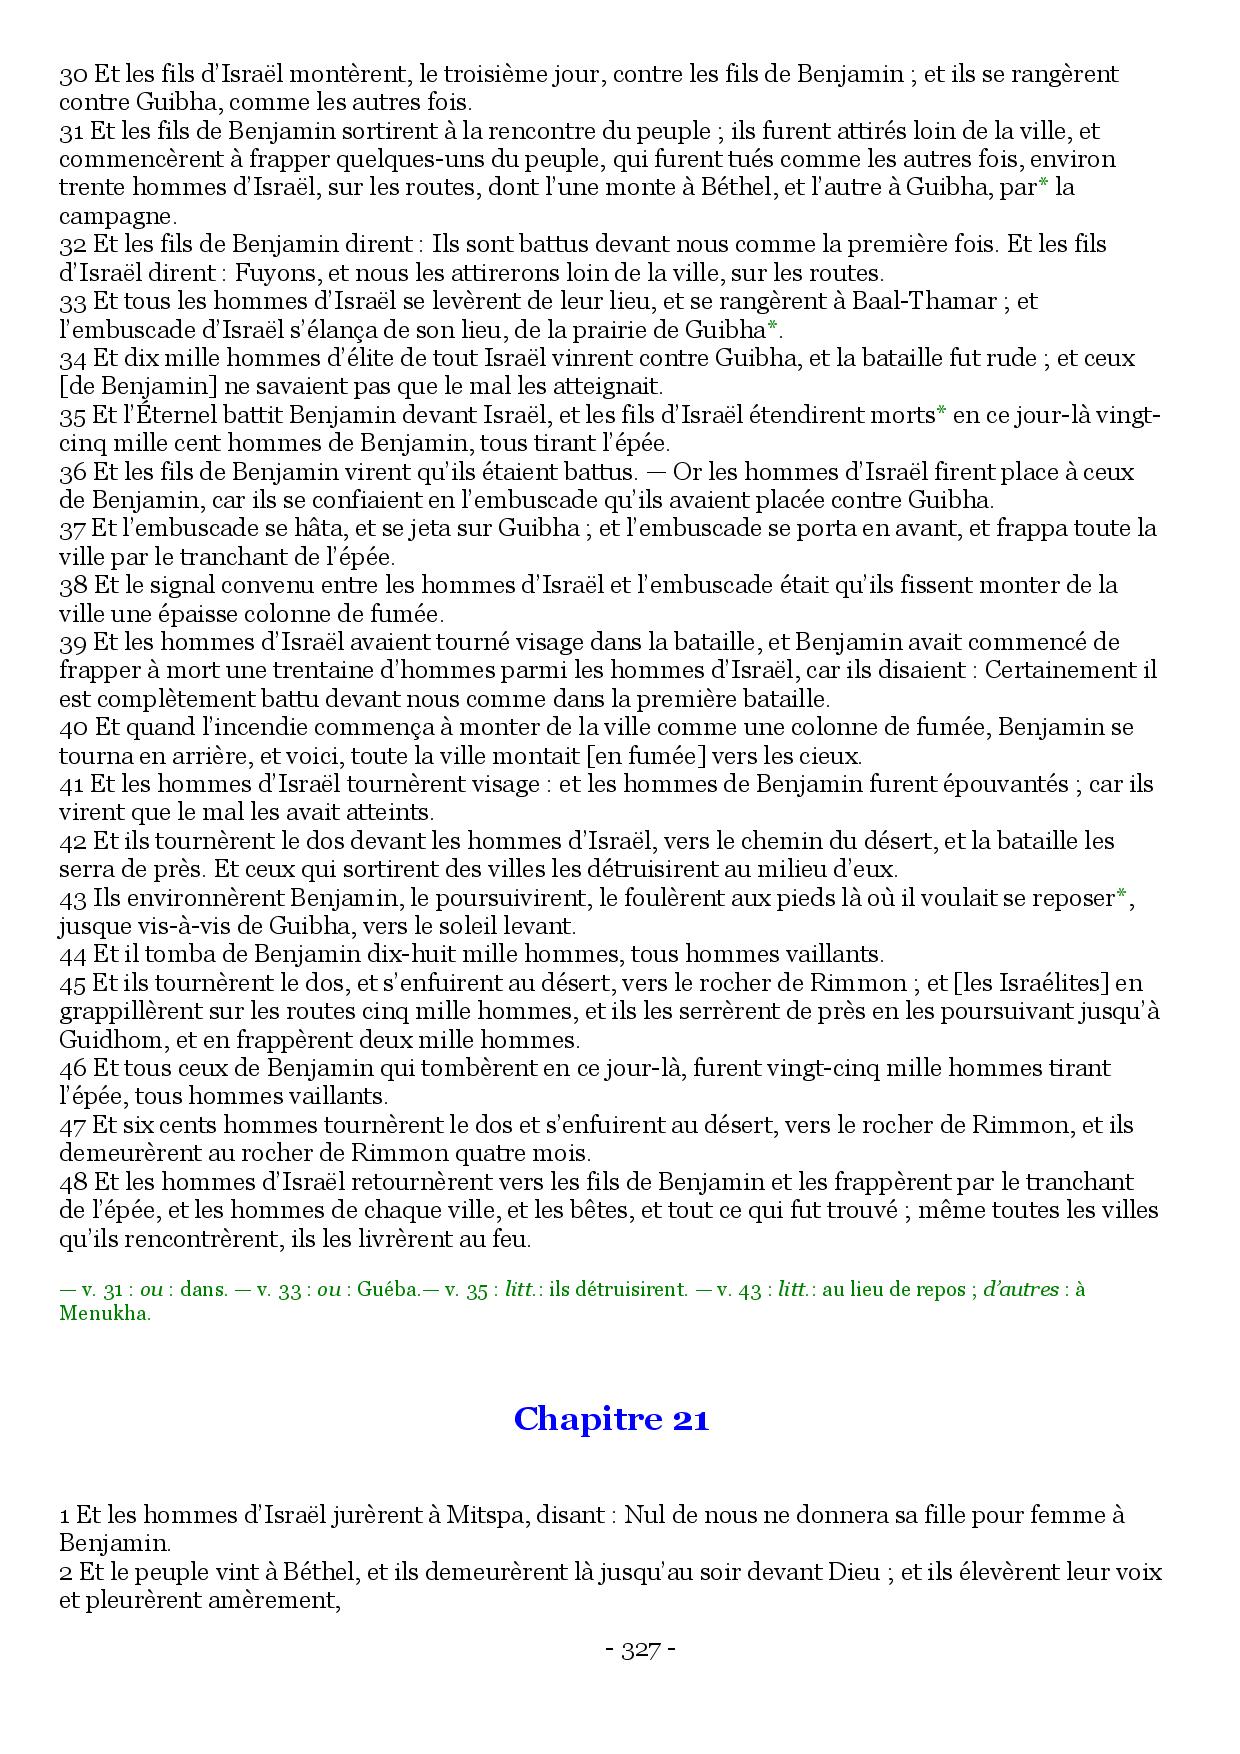 30 Et les fils d’Israël montèrent, le troisième jour, contre les fils de Benjamin ; et ils se rangèrent
contre Guibha, comme les autres fois.
31 Et les fils de Benjamin sortirent à la rencontre du peuple ; ils furent attirés loin de la ville, et
commencèrent à frapper quelques-uns du peuple, qui furent tués comme les autres fois, environ
trente hommes d’Israël, sur les routes, dont l’une monte à Béthel, et l’autre à Guibha, par* la
campagne.
32 Et les fils de Benjamin dirent : Ils sont battus devant nous comme la première fois. Et les fils
d’Israël dirent : Fuyons, et nous les attirerons loin de la ville, sur les routes.
33 Et tous les hommes d’Israël se levèrent de leur lieu, et se rangèrent à Baal-Thamar ; et
l’embuscade d’Israël s’élança de son lieu, de la prairie de Guibha*.
34 Et dix mille hommes d’élite de tout Israël vinrent contre Guibha, et la bataille fut rude ; et ceux
[de Benjamin] ne savaient pas que le mal les atteignait.
35 Et l’Éternel battit Benjamin devant Israël, et les fils d’Israël étendirent morts* en ce jour-là vingt-
cinq mille cent hommes de Benjamin, tous tirant l’épée.
36 Et les fils de Benjamin virent qu’ils étaient battus. — Or les hommes d’Israël firent place à ceux
de Benjamin, car ils se confiaient en l’embuscade qu’ils avaient placée contre Guibha.
37 Et l’embuscade se hâta, et se jeta sur Guibha ; et l’embuscade se porta en avant, et frappa toute la
ville par le tranchant de l’épée.
38 Et le signal convenu entre les hommes d’Israël et l’embuscade était qu’ils fissent monter de la
ville une épaisse colonne de fumée.
39 Et les hommes d’Israël avaient tourné visage dans la bataille, et Benjamin avait commencé de
frapper à mort une trentaine d’hommes parmi les hommes d’Israël, car ils disaient : Certainement il
est complètement battu devant nous comme dans la première bataille.
40 Et quand l’incendie commença à monter de la ville comme une colonne de fumée, Benjamin se
tourna en arrière, et voici, toute la ville montait [en fumée] vers les cieux.
41 Et les hommes d’Israël tournèrent visage : et les hommes de Benjamin furent épouvantés ; car ils
virent que le mal les avait atteints.
42 Et ils tournèrent le dos devant les hommes d’Israël, vers le chemin du désert, et la bataille les
serra de près. Et ceux qui sortirent des villes les détruisirent au milieu d’eux.
43 Ils environnèrent Benjamin, le poursuivirent, le foulèrent aux pieds là où il voulait se reposer*,
jusque vis-à-vis de Guibha, vers le soleil levant.
44 Et il tomba de Benjamin dix-huit mille hommes, tous hommes vaillants.
45 Et ils tournèrent le dos, et s’enfuirent au désert, vers le rocher de Rimmon ; et [les Israélites] en
grappillèrent sur les routes cinq mille hommes, et ils les serrèrent de près en les poursuivant jusqu’à
Guidhom, et en frappèrent deux mille hommes.
46 Et tous ceux de Benjamin qui tombèrent en ce jour-là, furent vingt-cinq mille hommes tirant
l’épée, tous hommes vaillants.
47 Et six cents hommes tournèrent le dos et s’enfuirent au désert, vers le rocher de Rimmon, et ils
demeurèrent au rocher de Rimmon quatre mois.
48 Et les hommes d’Israël retournèrent vers les fils de Benjamin et les frappèrent par le tranchant
de l’épée, et les hommes de chaque ville, et les bêtes, et tout ce qui fut trouvé ; même toutes les villes
qu’ils rencontrèrent, ils les livrèrent au feu.
— v. 31 : ou : dans. — v. 33 : ou : Guéba.— v. 35 : litt.: ils détruisirent. — v. 43 : litt.: au lieu de repos ; d’autres : à
Menukha.
Chapitre 21
1 Et les hommes d’Israël jurèrent à Mitspa, disant : Nul de nous ne donnera sa fille pour femme à
Benjamin.
2 Et le peuple vint à Béthel, et ils demeurèrent là jusqu’au soir devant Dieu ; et ils élevèrent leur voix
et pleurèrent amèrement,
- 327 -